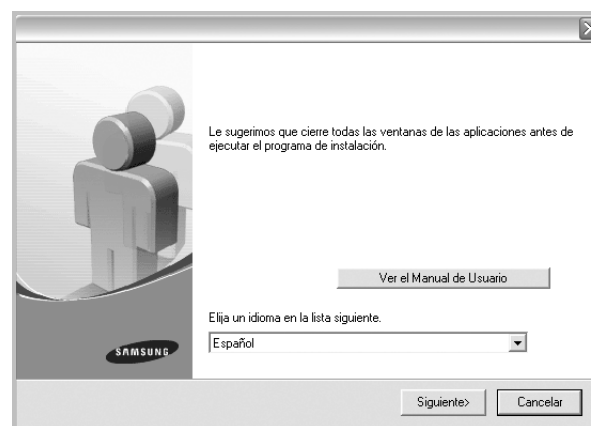 Le sugerimos que cierre todas las ventanas de las aplicaciones antes de
ejecutar el programa de instalación.
Ver el Manual de Usuario
Elija un idioma en la lista siguiente.
Español
SAMSUNG
Siguiente>
Cancelar